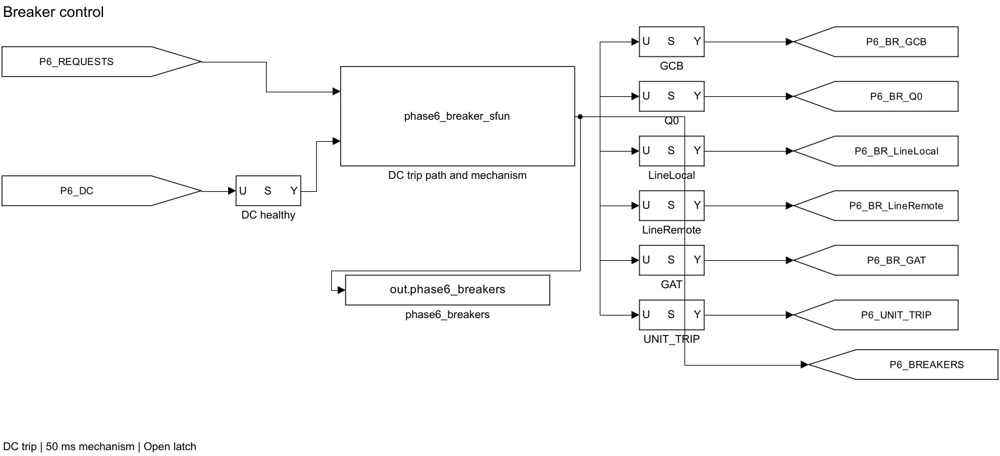 Breaker control
P6_REQUESTS
P6_DC
U S Y
DC healthy
phase6_breaker_sfun
DC trip path and mechanism
out.phase6_breakers
phase6_breakers
U S Y
GCB
P6_BR_GCB
U S Y
Q0
P6_BR_Q0
U S Y
LineLocal
P6_BR_LineLocal
U S Y
LineRemote
P6_BR_LineRemote
U S Y
GAT
P6_BR_GAT
U S Y
UNIT_TRIP
P6_UNIT_TRIP
P6_BREAKERS
DC trip | 50 ms mechanism | Open latch